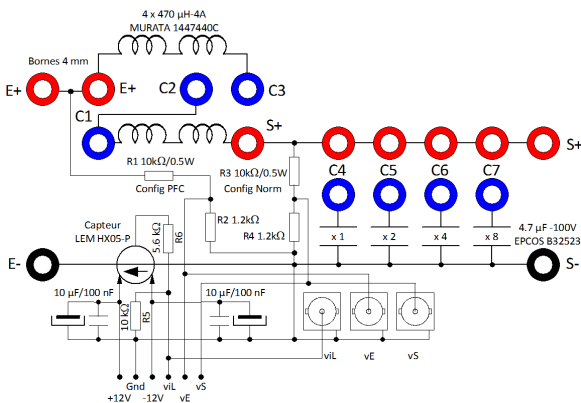 4 x 470 µH-4A
MURATA 1447440C
Bornes 4 mm
E+
E+
C2
C3
C1
S+
S+
R1 10kΩ/0.5W
Config PFC
R3 10kΩ/0.5W
Config Norm
C4
C5
C6
C7
Capteur
LEM HX05-P
5.6 kΩ
R6
R2 1.2kΩ
R4 1.2kΩ
x 1
x 2
x 4
x 8
4.7 µF -100V
EPCOS B32523
E-
S-
10 µF/100 nF
10 kΩ
R5
10 µF/100 nF
viL
vE
vS
Gnd
viL
vS
+12V
-12V
vE